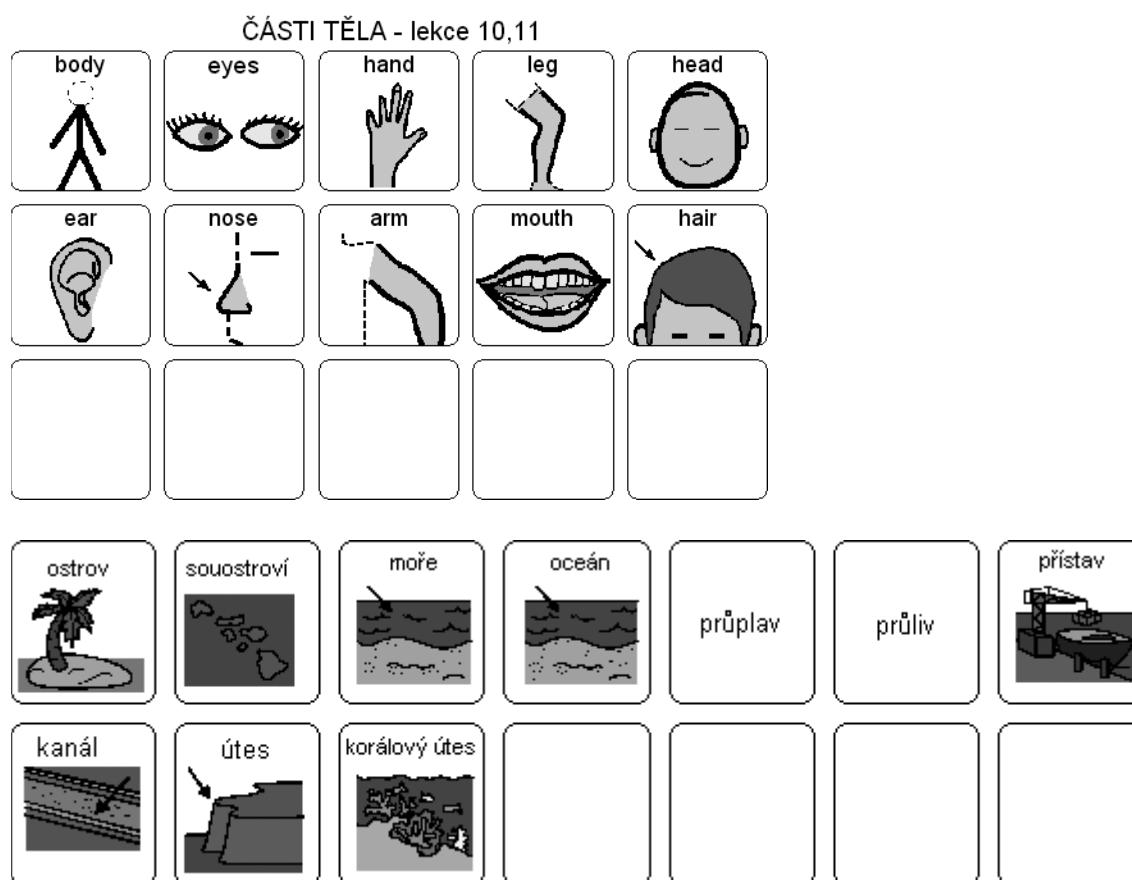 ČÁSTI TĚLA - lekce 10,11
body eyes hand leg head
ear nose arm mouth hair
ostrov souostroví moře oceán průplav průliv přístav
kanál útes korálový útes